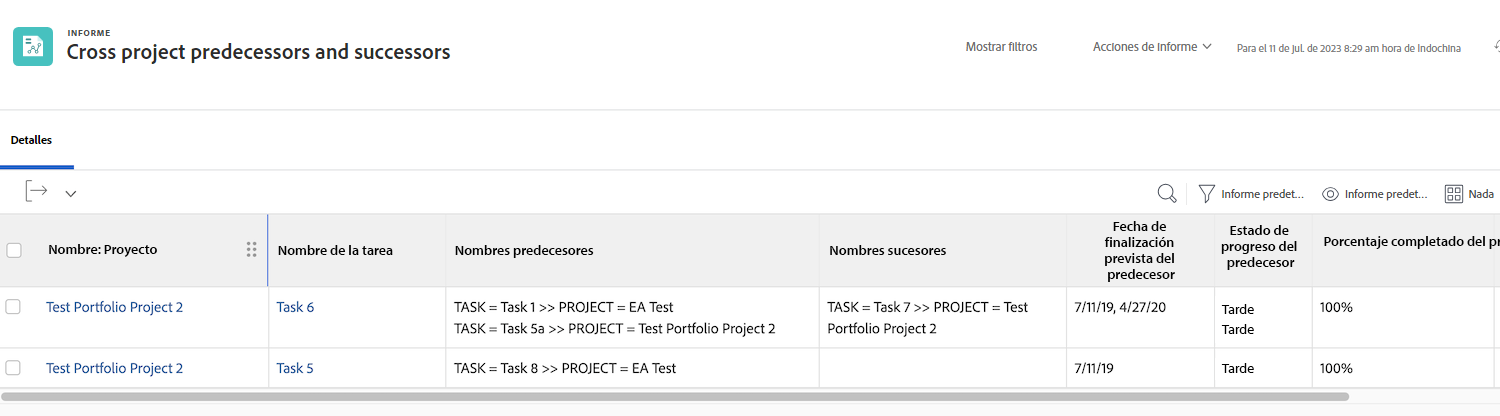 INFORME
Cross project predecessors and successors
Mostrar filtros
Acciones de informe
Para el 11 de jul. de 2023 8:29 am hora de Indochina
Detalles
Informe predet...
Informe predet...
Nada
Nombre: Proyecto
Nombre de la tarea
Nombres predecesores
Nombres sucesores
Fecha de
finalización
prevista del
predecesor
Estado de
progreso del
predecesor
Porcentaje completado del pr
Test Portfolio Project 2
Task 6
TASK = Task 1 >> PROJECT = EA Test
TASK = Task 5a >> PROJECT = Test Portfolio Project 2
TASK = Task 7 >> PROJECT = Test
Portfolio Project 2
7/11/19, 4/27/20
Tarde
Tarde
100%
Test Portfolio Project 2
Task 5
TASK = Task 8 >> PROJECT = EA Test
7/11/19
Tarde
100%